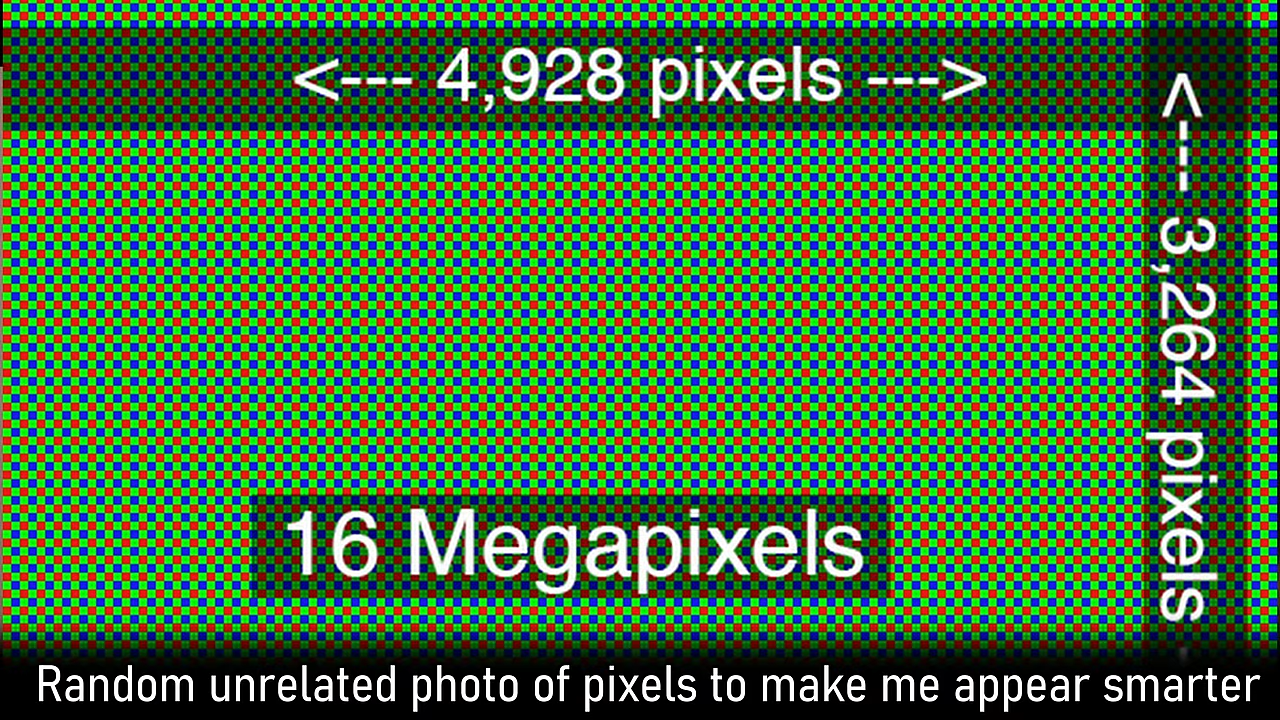 <--- 4,928 pixels --->
<--- 3,264 pixels -
16 Megapixels
Random unrelated photo of pixels to make me appear smarter